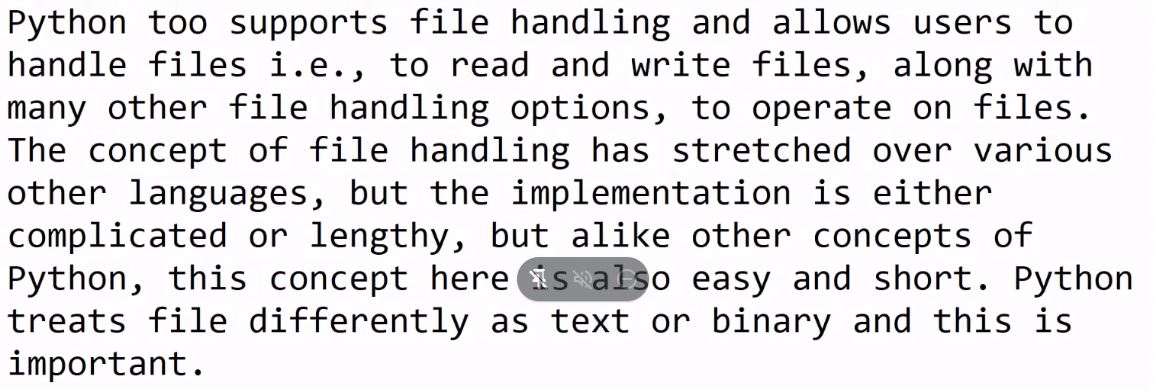 Python too supports file handling and allows users to
handle files i.e., to read and write files, along with
many other file handling options, to operate on files.
The concept of file handling has stretched over various
other languages, but the implementation is either
complicated or lengthy, but alike other concepts of
Python, this concept here is also easy and short. Python
treats file differently as text or binary and this is
important.